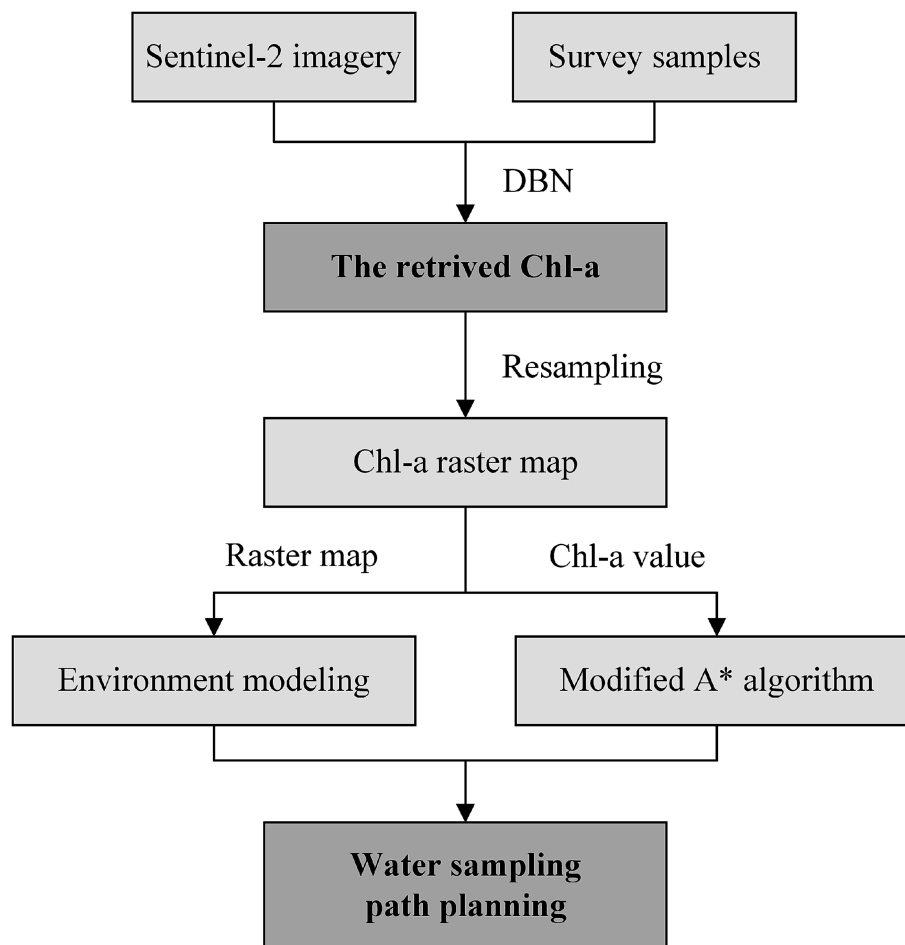 Sentinel-2 imagery
Survey samples
DBN
The retrived Chl-a
Resampling
Chl-a raster map
Raster map
Chl-a value
Environment modeling
Modified A* algorithm
Water sampling
path planning